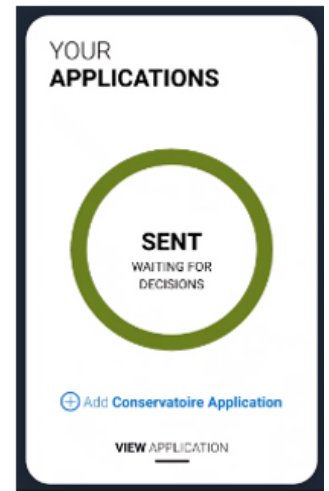 YOUR
APPLICATIONS
SENT
WAITING FOR
DECISIONS
Add Conservatoire Application
VIEW APPLICATION